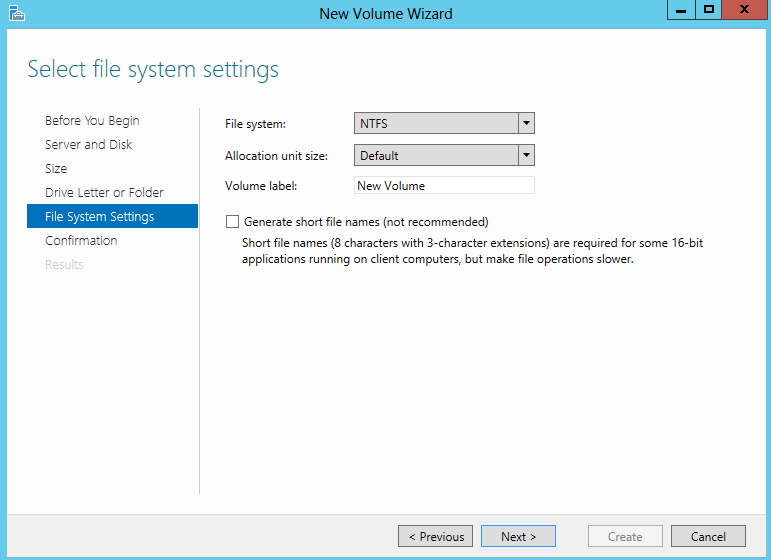 New Volume Wizard
Select file system settings
Before You Begin
Server and Disk
Size
Drive Letter or Folder
File System Settings
Confirmation
Results
File system:
NTFS
Allocation unit size:
Default
Volume label:
New Volume
Generate short file names (not recommended)
Short file names (8 characters with 3-character extensions) are required for some 16-bit
applications running on client computers, but make file operations slower.
< Previous
Next >
Create
Cancel